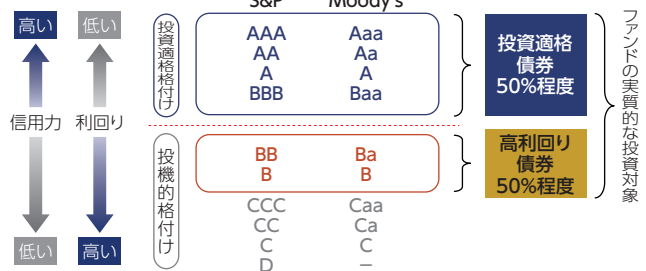 S&P Moody's
高い 低い
信用力 利回り
低い 高い
投資適格格付け
AAA Aaa
AA Aa
A A
BBB Baa
投機的格付け
BB Ba
B B
CCC Caa
CC Ca
C C
D –
投資適格
債券
50%程度
高利回り
債券
50%程度
ファンドの実質的な投資対象